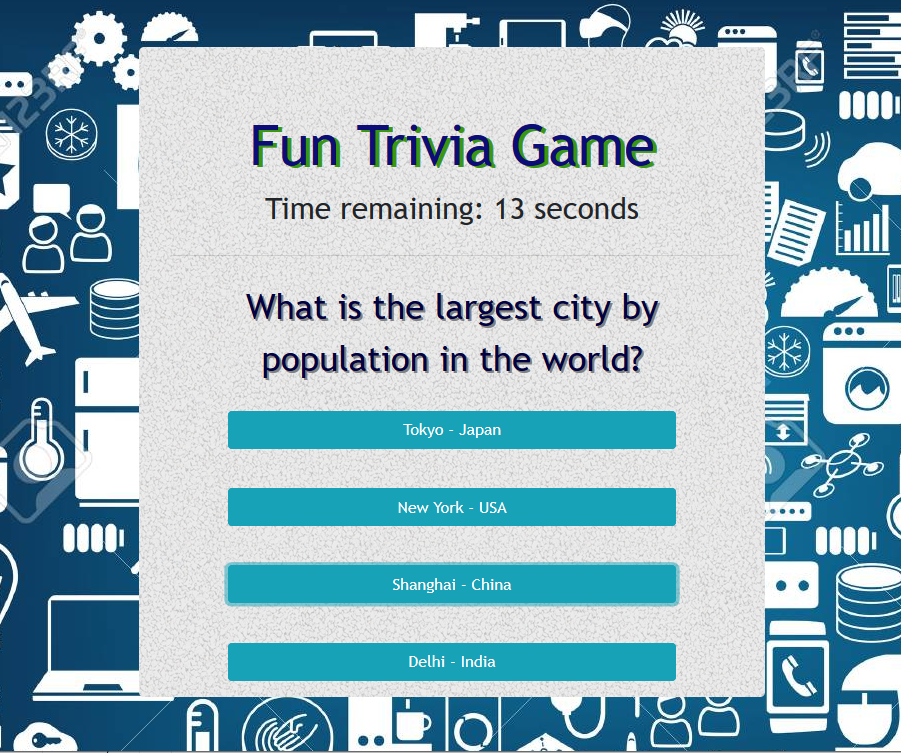 Fun Trivia Game
Time remaining: 13 seconds
What is the largest city by
population in the world?
Tokyo - Japan
New York - USA
Shanghai - China
Delhi - India